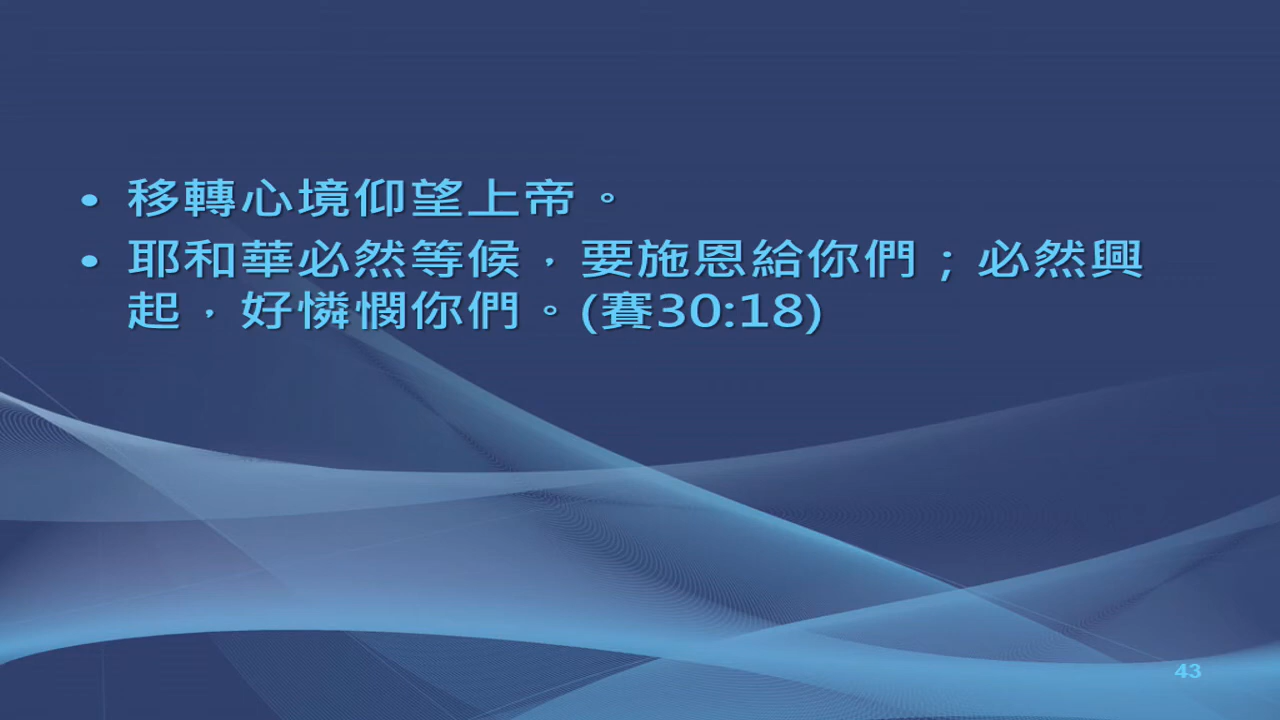 • 移轉心境仰望上帝。
• 耶和華必然等候，要施恩給你們；必然興
起，好憐憫你們。(賽30:18)
43